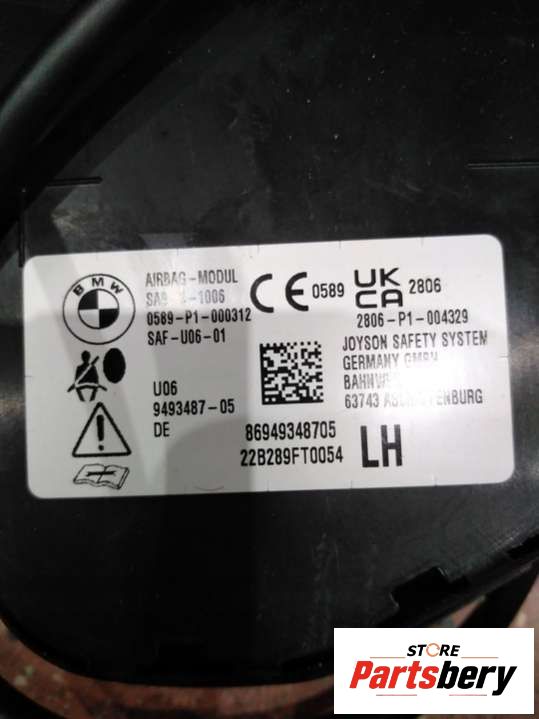 BMW
AIRBAG-MODUL
-1006
0589-P1-000312
SAF-U06-01
CE 0589
UK
CA 2806
2806-P1-004329
JOYSON SAFETY SYSTEM
GERMANY GMBH
63743
U06
9493487-05
DE
86949348705
22B289FT0054
LH
STORE
Partsbery